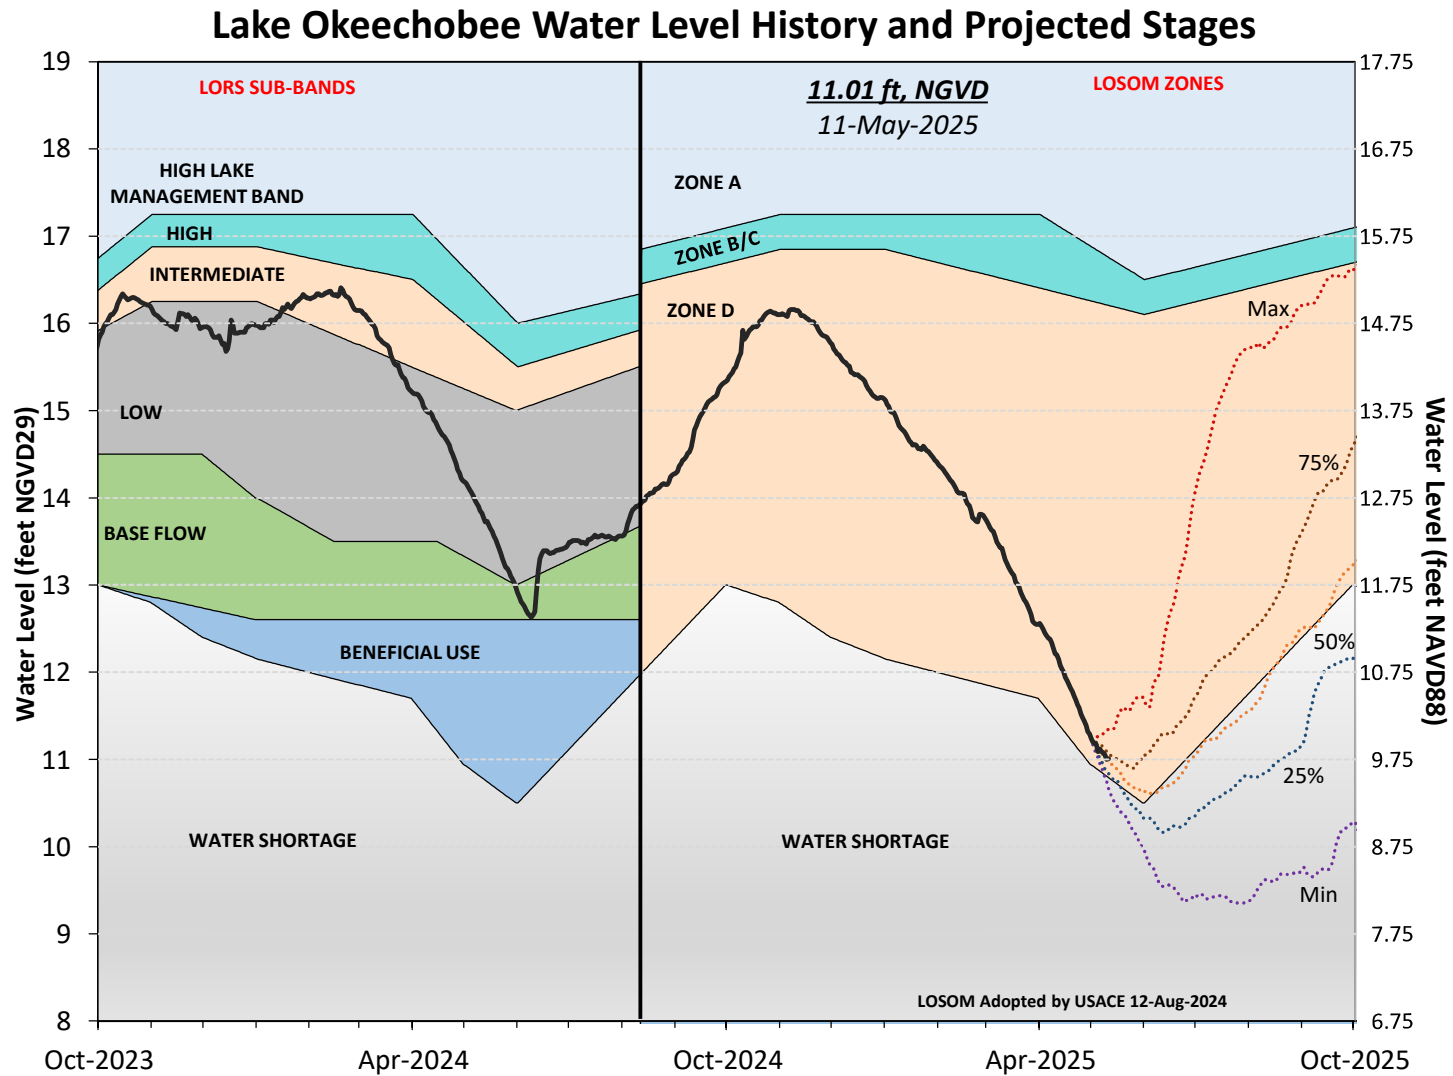 Lake Okeechobee Water Level History and Projected Stages
19
18
17
16
15
14
13
12
11
10
9
8
Water Level (feet NGVD29)
LORS SUB-BANDS
HIGH LAKE
MANAGEMENT BAND
HIGH
INTERMEDIATE
LOW
BASE FLOW
BENEFICIAL USE
WATER SHORTAGE
11.01 ft, NGVD
11-May-2025
LOSOM ZONES
ZONE A
ZONE B/C
ZONE D
WATER SHORTAGE
Max
75%
50%
25%
Min
LOSOM Adopted by USACE 12-Aug-2024
17.75
16.75
15.75
14.75
13.75
12.75
11.75
10.75
9.75
8.75
7.75
6.75
Water Level (feet NAVD88)
Oct-2023
Apr-2024
Oct-2024
Apr-2025
Oct-2025